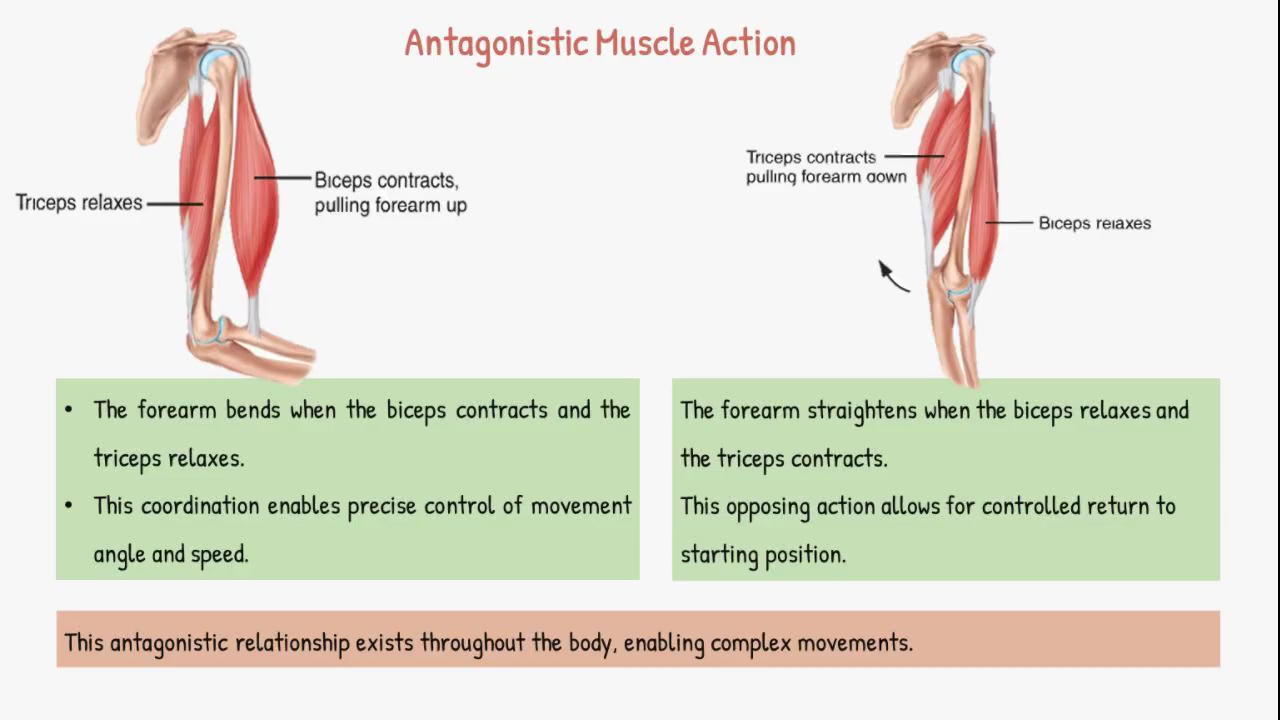 Antagonistic Muscle Action
Triceps relaxes
Biceps contracts,
pulling forearm up
Triceps contracts
pulling forearm down
Biceps relaxes
• The forearm bends when the biceps contracts and the
triceps relaxes.
• This coordination enables precise control of movement
angle and speed.
The forearm straightens when the biceps relaxes and
the triceps contracts.
This opposing action allows for controlled return to
starting position.
This antagonistic relationship exists throughout the body, enabling complex movements.